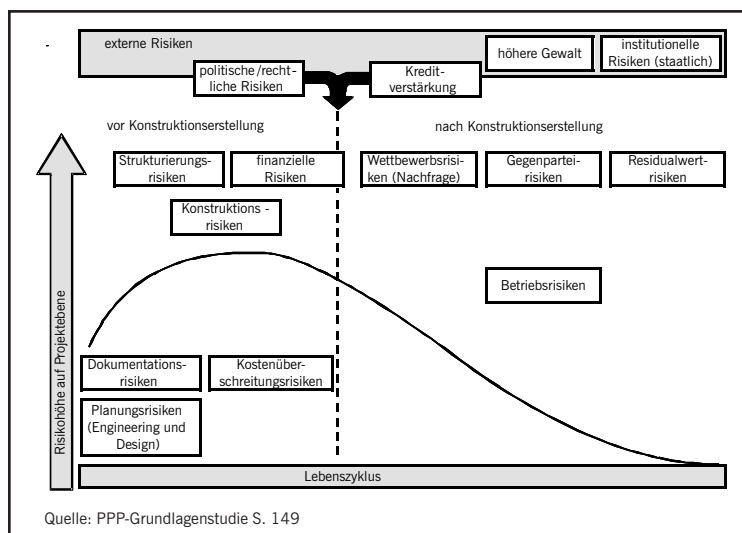 externe Risiken
höhere Gewalt
institutionelle
Risiken (staatlich)
politische/recht-
liche Risiken
Kredit-
verstärkung
vor Konstruktionserstellung
nach Konstruktionserstellung
Strukturierungs-
risiken
finanzielle
Risiken
Wettbewerbsrisi-
ken (Nachfrage)
Gegenpartei-
risiken
Residualwert-
risiken
Konstruktions -
risiken
Betriebsrisiken
Risikohöhe auf Projektebene
Dokumentations-
risiken
Kostenüber-
schreitungsrisiken
Planungsrisiken
(Engineering und
Design)
Lebenszyklus
Quelle: PPP-Grundlagenstudie S. 149